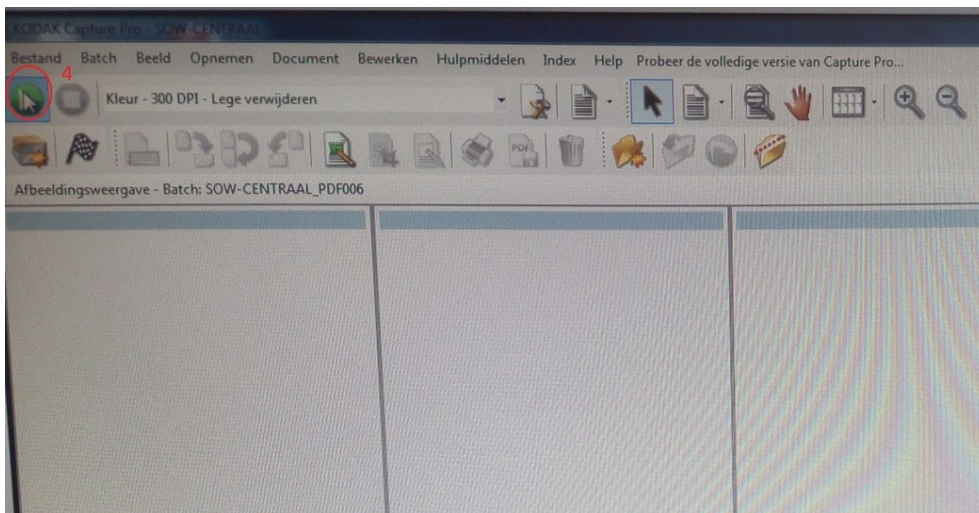 KODAK Capture Pro - SOW-CENTRAAL
Bestand Batch Beeld Opnemen Document Bewerken Hulpmiddelen Index Help Probeer de volledige versie van Capture Pro...
4
Kleur - 300 DPI - Lege verwijderen
PDF
Afbeeldingsweergave - Batch: SOW-CENTRAAL_PDF006